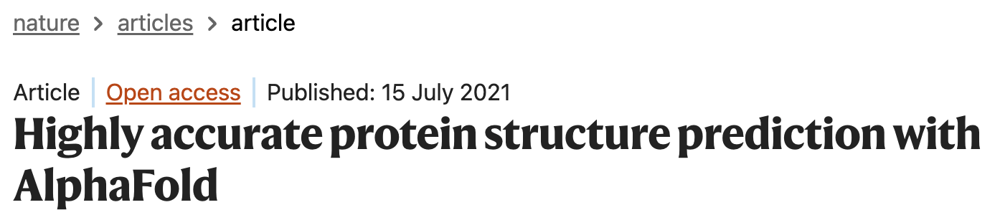 nature > articles > article
Article | Open access | Published: 15 July 2021
Highly accurate protein structure prediction with
AlphaFold